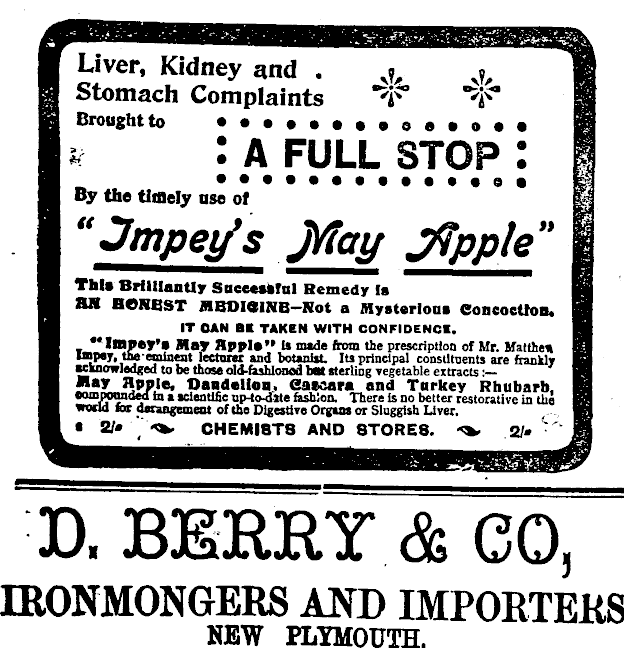 Liver, Kidney and
Stomach Complaints
Brought to
A FULL STOP
By the timely use of
"Impey's May Apple"
This Brilliantly Successful Remedy is
AN HONEST MEDICINE—Not a Mysterious Concoction.
IT CAN BE TAKEN WITH CONFIDENCE.
"Impey's May Apple" is made from the prescription of Mr. Matthew
Impey, the eminent lecturer and botanist. Its principal constituents are frankly
acknowledged to be those old-fashioned but sterling vegetable extracts :—
May Apple, Dandelion, Cascara and Turkey Rhubarb,
compounded in a scientific up-to-date fashion. There is no better restorative in the
world for derangement of the Digestive Organs or Sluggish Liver.
2/- CHEMISTS AND STORES. 2/-
D. BERRY & CO,
IRONMONGERS AND IMPORTERS
NEW PLYMOUTH.